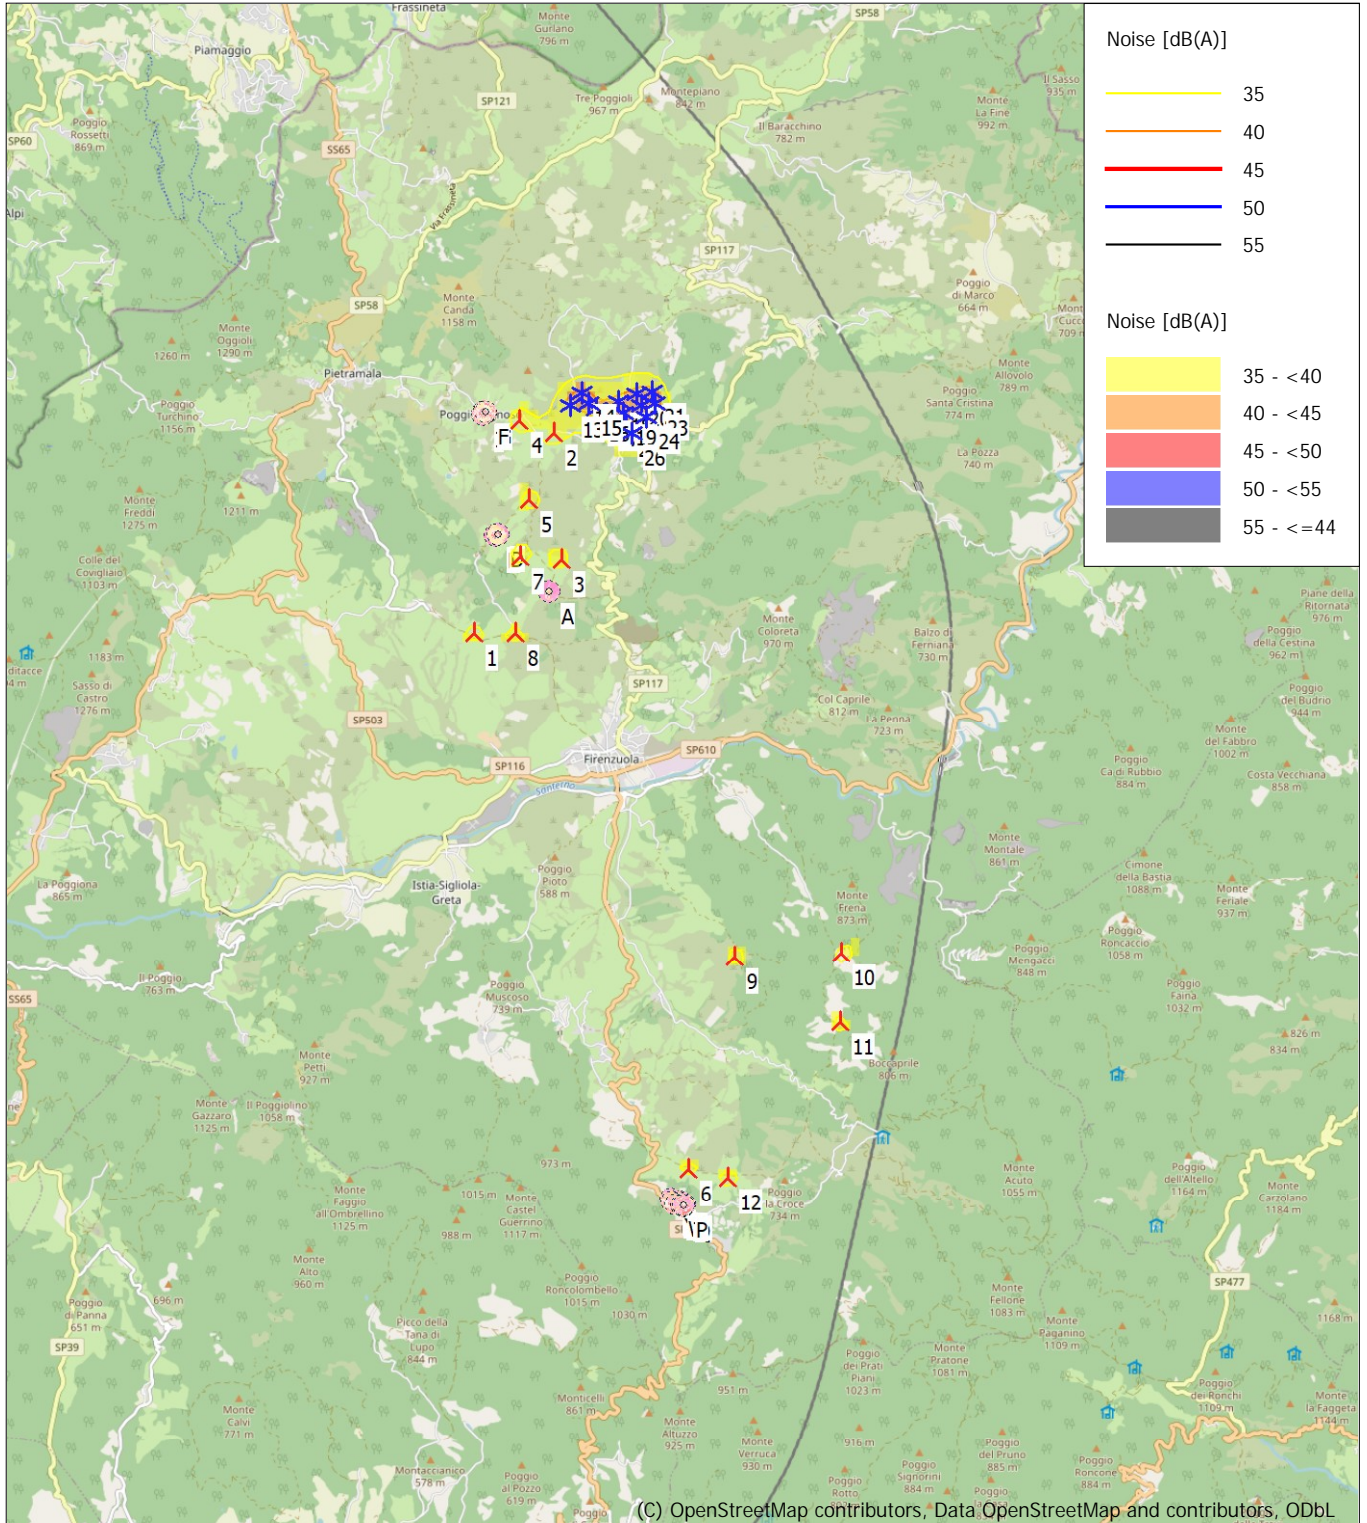 Frassineta
Monte
Gurlano
796 m
SP58
Piamaggio
Noise [dB(A)]
35
40
45
50
55
Noise [dB(A)]
35 - <40
40 - <45
45 - <50
50 - <55
55 - <=44
Il Sasso
935 m
SP121
Tre Poggioli
967 m
Montepiano
842 m
Monte
La Fine
992 m
Poggio
Rossetti
869 m
SP60
SS65
Il Baracchino
782 m
Alpi
Via Frassineta
SP117
Poggio
di Marco
664 m
SP58
Monte
Canda
1158 m
Monte
Oggioli
1290 m
1260 m
Pietramala
Monte
Allovolo
789 m
Poggio
Santa Cristina
774 m
Poggio
Turchino
1156 m
F
4
2
13
15
19
21
23
24
26
La Pozza
740 m
1211 m
Monte
Freddi
1275 m
5
Colle del
Covigliaio
1103 m
7
3
A
Piane della
Ritornata
976 m
Monte
Coloreta
970 m
Balzo di
Ferniana
730 m
Poggio
della Cestina
962 m
1
8
1183 m
Sasso di
Castro
1276 m
SP117
Col Caprile
812 m
La Penna
723 m
Poggio
del Budrio
944 m
SP503
Monte
del Fabbro
1002 m
Firenzuola
SP610
SP116
Santerno
Poggio
Ca di Rubbio
884 m
Costa Vecchiana
858 m
Monte
Montale
861 m
Cimone
della Bastia
1088 m
La Poggiona
865 m
Istia-Sigliola-
Greta
Poggio
Pioto
588 m
Monte
Frena
873 m
Monte
Feriale
937 m
Poggio
Roncaccio
1058 m
Il Poggio
763 m
Poggio
Mengacci
848 m
9
10
SS65
Poggio
Muscoso
739 m
Poggio
Faina
1032 m
826 m
834 m
11
Monte
Petti
927 m
Boccaprile
806 m
Monte
Gazzaro
1125 m
Il Poggiolino
1058 m
973 m
Monte
Faggio
all'Ombrellino
1125 m
1015 m
Monte
Castel
Guerrino
1117 m
988 m
6
12
Poggio
la Croce
734 m
P
Monte
Acuto
1055 m
Poggio
dell'Altello
1164 m
Monte
Carzolano
1184 m
Monte
Alto
960 m
Poggio
Roncolombello
1015 m
1030 m
SP477
696 m
Poggio
di Panna
651 m
SP39
Monte
Fellone
1083 m
Monte
Paganino
1109 m
1168 m
Picco della
Tana di
Lupo
844 m
Poggio
dei Prati
Piani
1023 m
Monte
Pratone
1081 m
951 m
Monticelli
861 m
Poggio
dei Ronchi
1109 m
Monte
la Faggeta
1144 m
Monte
Calvi
771 m
Monte
Altuzzo
925 m
Monte
Verruca
930 m
916 m
Poggio
del Pruno
885 m
Montaccianico
578 m
Poggio
al Pozzo
619 m
Poggio
Rotto
Poggio
Signorini
884 m
Poggio
Roncone
884 m
Poggio
(C) OpenStreetMap contributors, Data OpenStreetMap and contributors, ODbL